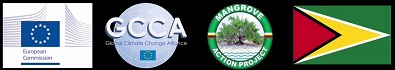 European
Commission
GCCA
Global Climate Change Alliance
MANGROVE
ACTION PROJECT